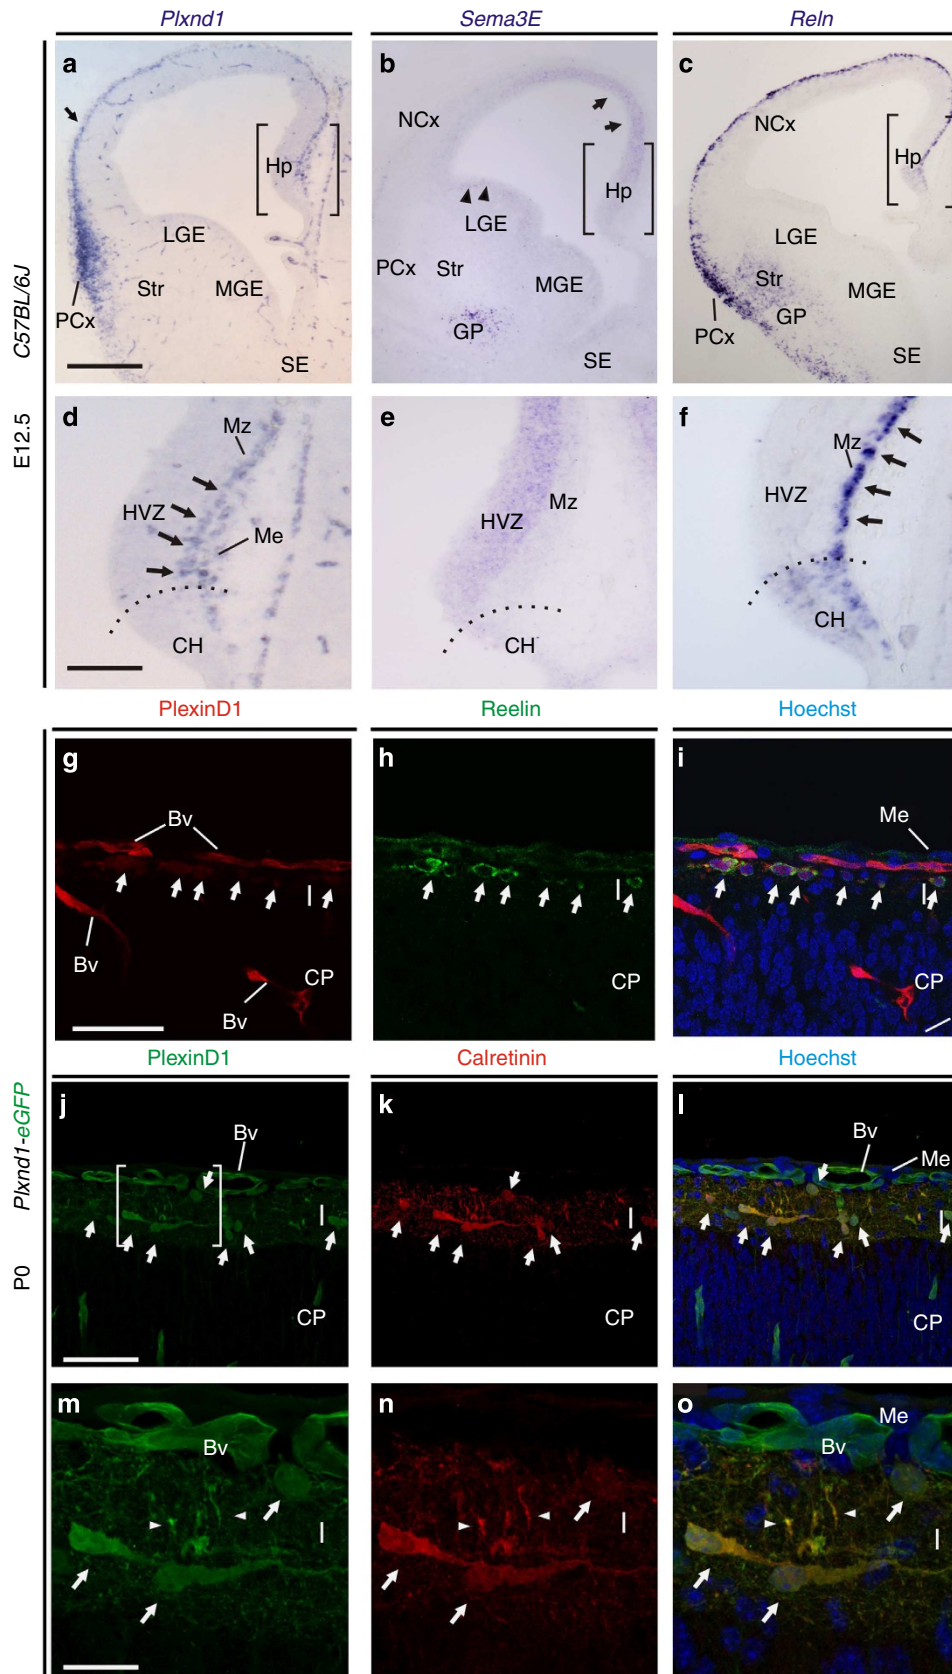 Plxnd1 Sema3E Reln
C57BL/6J
E12.5
a
Hp
LGE
Str
MGE
PCx
SE
b
NCx
Hp
LGE
PCx Str
MGE
GP
SE
c
NCx
Hp
LGE
Str
MGE
GP
PCx
SE
d
Mz
HVZ
Me
CH
e
HVZ
Mz
CH
f
Mz
HVZ
CH
PlexinD1 Reelin Hoechst
Plxnd1-eGFP
P0
g
Bv
Bv
CP
Bv
I
h
I
CP
i
Me
I
CP
PlexinD1 Calretinin Hoechst
j
Bv
I
CP
k
I
CP
l
Bv
Me
I
CP
m
Bv
I
n
I
o
Me
Bv
I